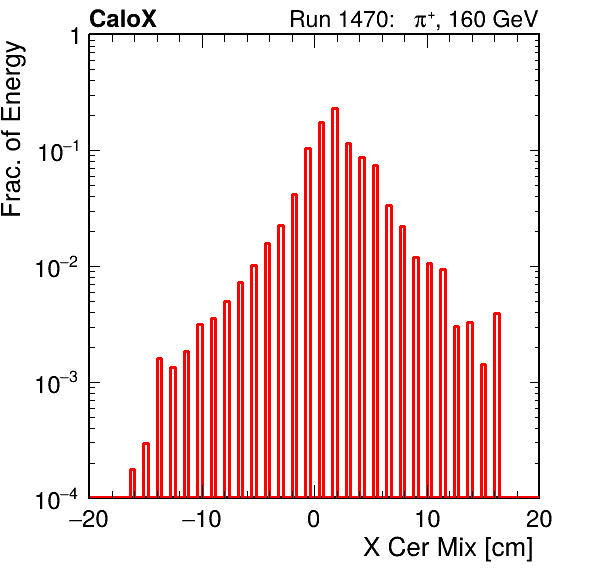 CaloX Run 1470: π⁺, 160 GeV
Frac. of Energy
1
10⁻¹
10⁻²
10⁻³
10⁻⁴
−20 −10 0 10 20
X Cer Mix [cm]